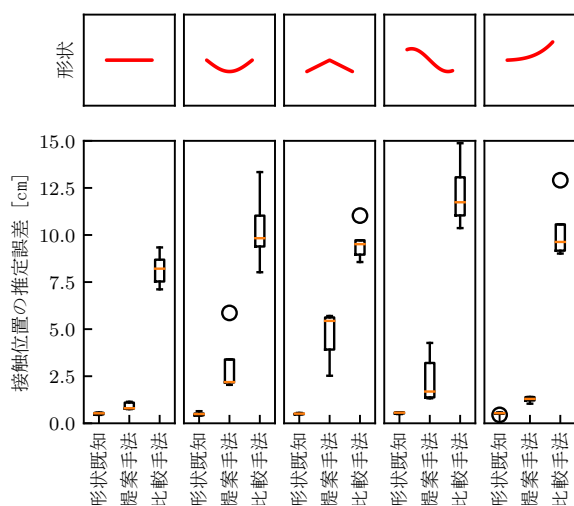 形状
接触位置の推定誤差 [cm]
15.0
12.5
10.0
7.5
5.0
2.5
0.0
形状既知
提案手法
比較手法
形状既知
提案手法
比較手法
形状既知
提案手法
比較手法
形状既知
提案手法
比較手法
形状既知
提案手法
比較手法